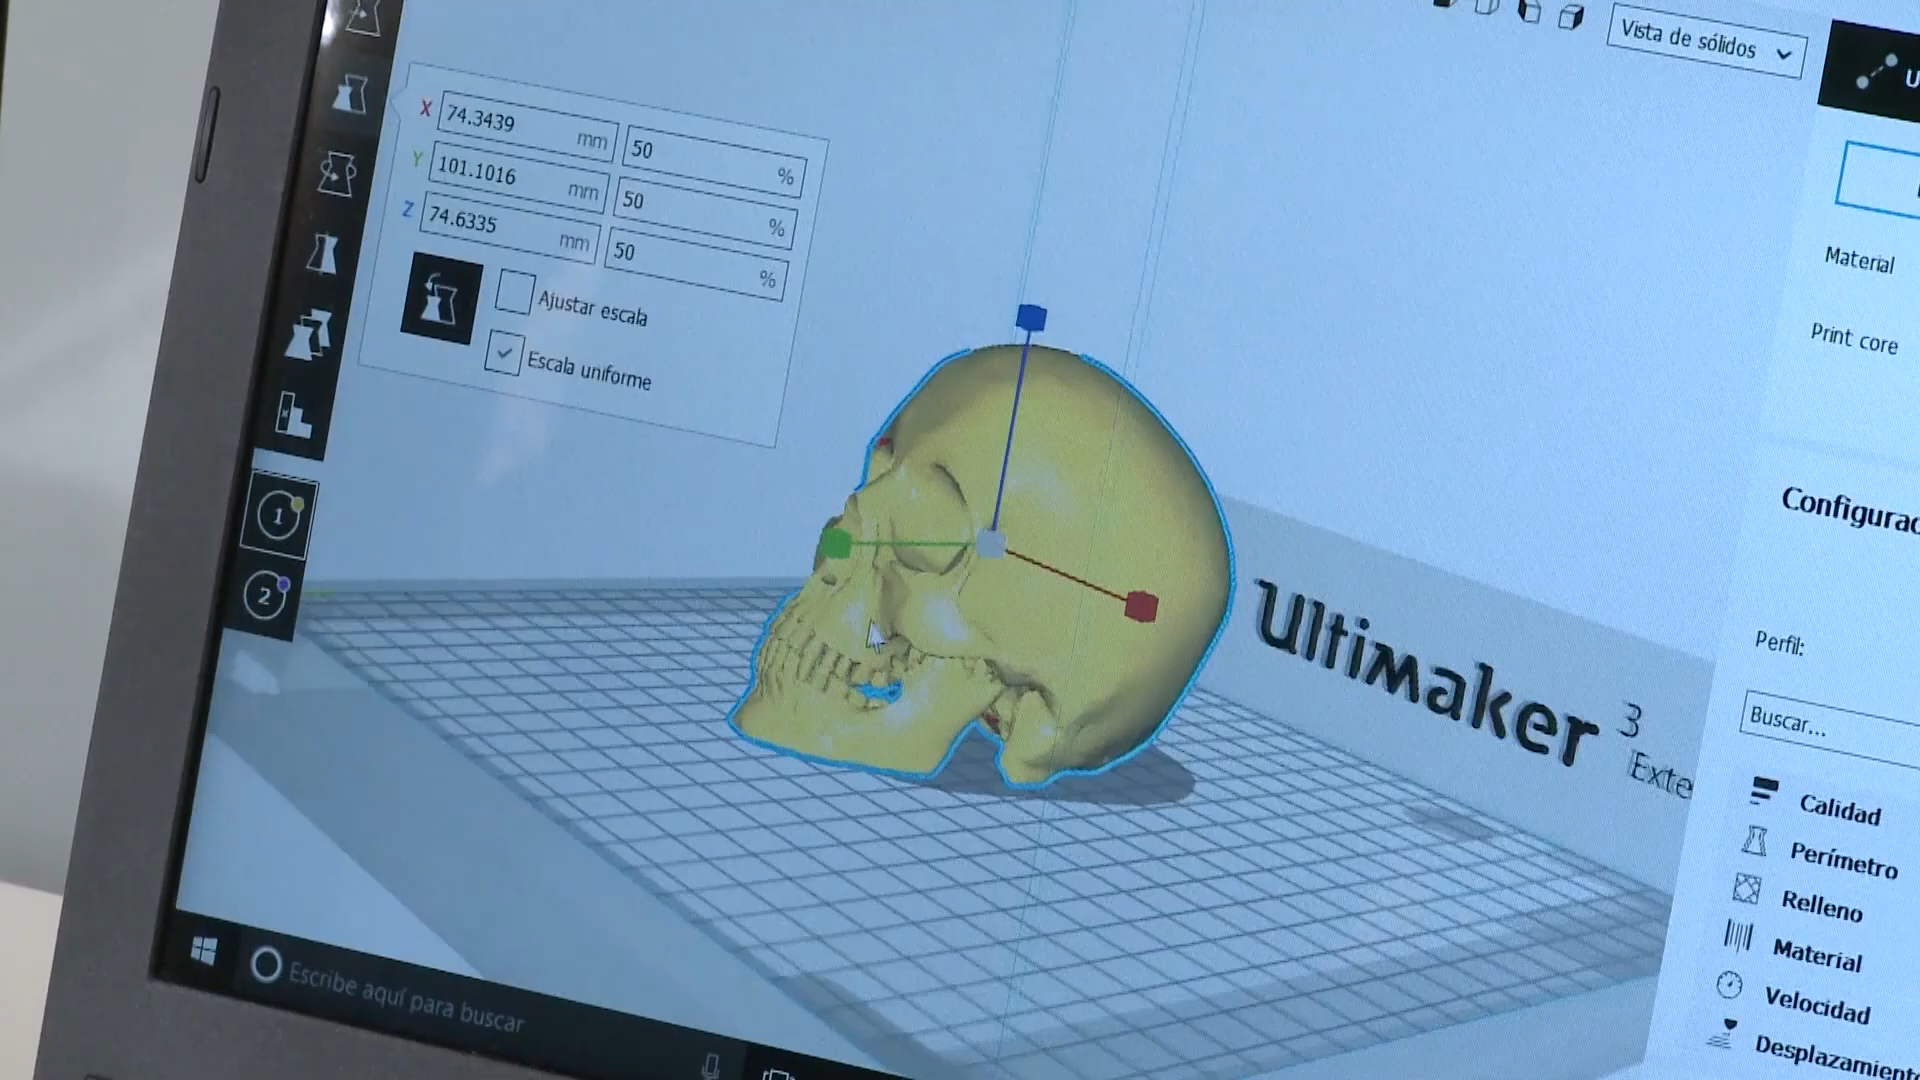 Vista de sólidos
U
X 74.3439 mm 50 %
Y 101.1016 mm 50 %
Z 74.6335 mm 50 %
Ajustar escala
Escala uniforme
Material
Print core
Configurac
1
2
Ultimaker 3
Exte
Perfil:
Buscar...
Calidad
Perímetro
Relleno
Material
Velocidad
Desplazamient
Escribe aquí para buscar